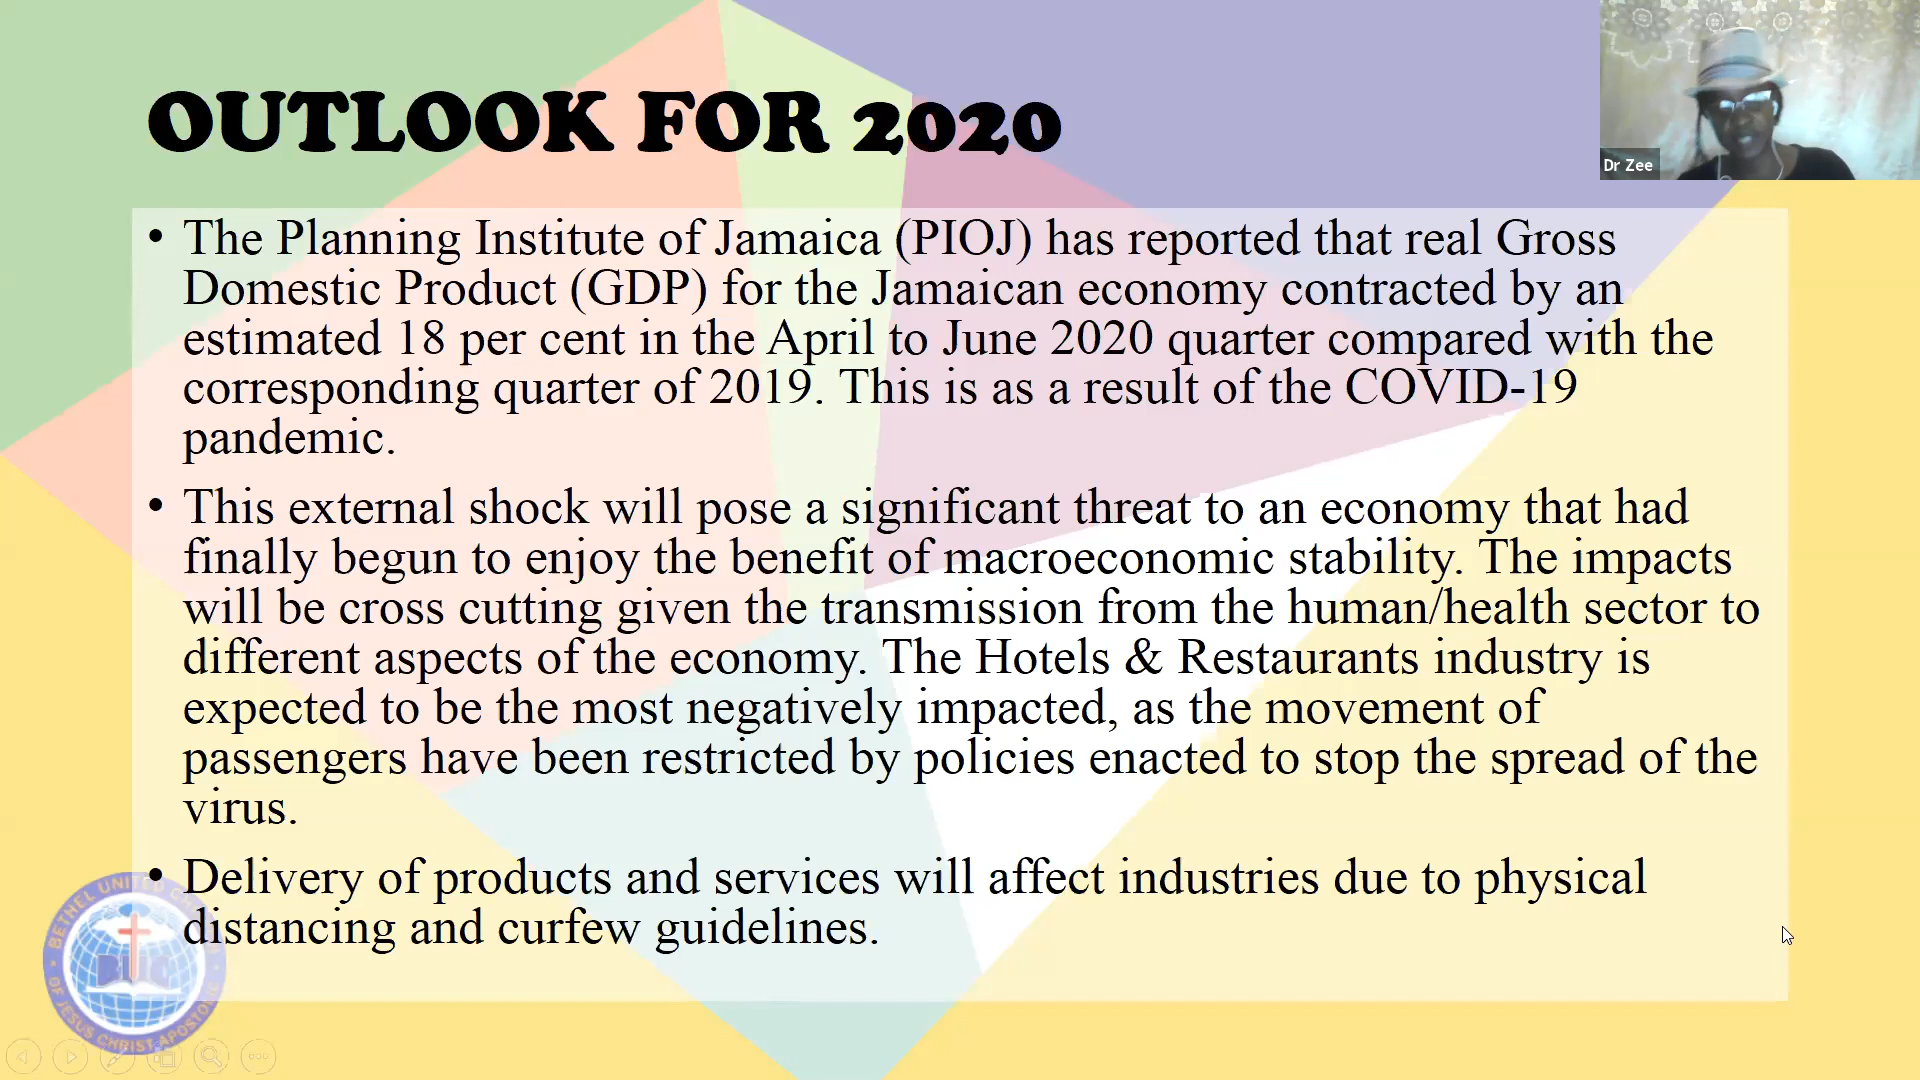 OUTLOOK FOR 2020
Dr Zee
• The Planning Institute of Jamaica (PIOJ) has reported that real Gross
Domestic Product (GDP) for the Jamaican economy contracted by an
estimated 18 per cent in the April to June 2020 quarter compared with the
corresponding quarter of 2019. This is as a result of the COVID-19
pandemic.
• This external shock will pose a significant threat to an economy that had
finally begun to enjoy the benefit of macroeconomic stability. The impacts
will be cross cutting given the transmission from the human/health sector to
different aspects of the economy. The Hotels & Restaurants industry is
expected to be the most negatively impacted, as the movement of
passengers have been restricted by policies enacted to stop the spread of the
virus.
• Delivery of products and services will affect industries due to physical
distancing and curfew guidelines.
BETHEL UNITED
BUC
OF JESUS CHRIST APOSTOLIC